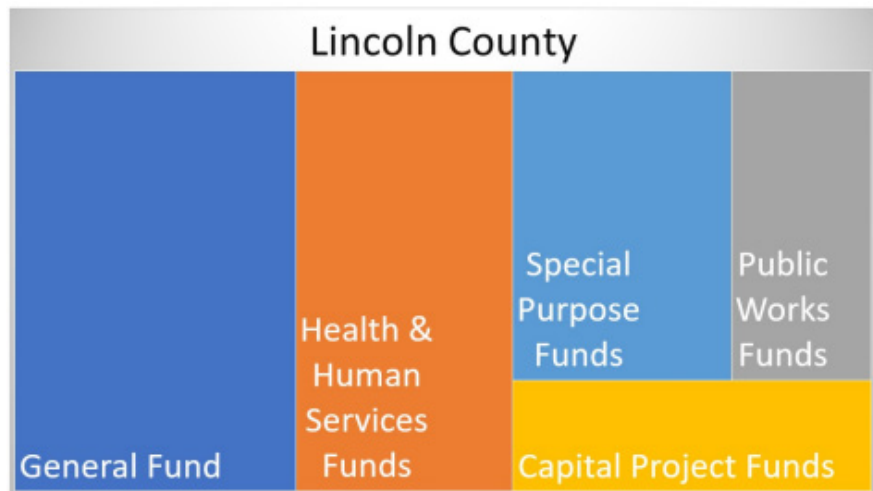 Lincoln County
General Fund
Health &
Human
Services
Funds
Special
Purpose
Funds
Public
Works
Funds
Capital Project Funds